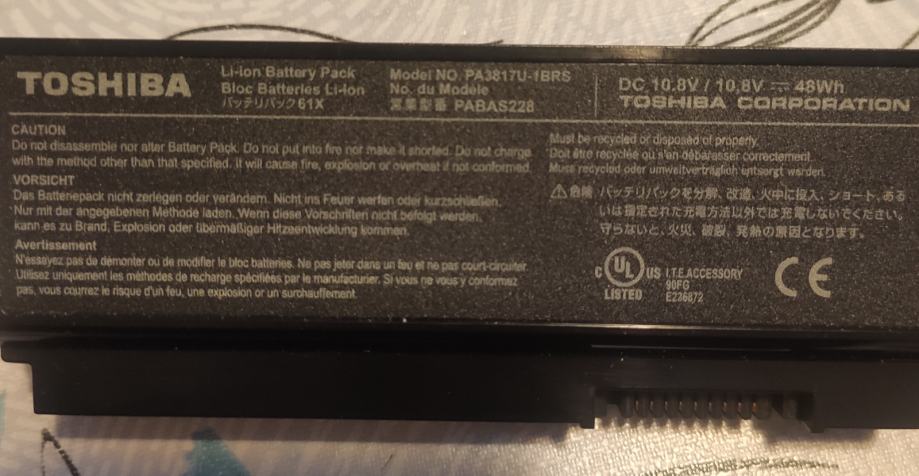 TOSHIBA
Li-Ion Battery Pack
Bloc Batteries Li-Ion
バッテリパック61X
Model NO. PA3817U-1BRS
No. du Modèle
営業型番 PABAS228
DC 10.8V / 10.8V ⎓ 48Wh
TOSHIBA CORPORATION
CAUTION
Do not disassemble nor alter Battery Pack. Do not put into fire nor make it shorted. Do not charge
with the method other than that specified. It will cause fire, explosion or overheat if not conformed.
VORSICHT
Das Batteriepack nicht zerlegen oder verändern. Nicht ins Feuer werfen oder kurzschließen.
Nur mit der angegebenen Methode laden. Wenn diese Vorschriften nicht befolgt werden,
kann es zu Brand, Explosion oder übermäßiger Hitzeentwicklung kommen.
Avertissement
N'essayez pas de démonter ou de modifier le bloc batteries. Ne pas jeter dans un feu et ne pas court-circuiter.
Utilisez uniquement les méthodes de recharge spécifiées par le manufacturier. Si vous ne vous y conformez
pas, vous courrez le risque d'un feu, une explosion or un surchauffement.
Must be recycled or disposed of properly.
Doit être recyclée ou s'en débarasser correctement.
Muss recycled oder umweltverträglich entsorgt werden.
⚠危険 バッテリパックを分解、改造、火中に投入、ショート、ある
いは指定された充電方法以外では充電しないでください。
守らないと、火災、破裂、発熱の原因となります。
c UL US
LISTED
I.T.E.ACCESSORY
90FG
E226872
CE